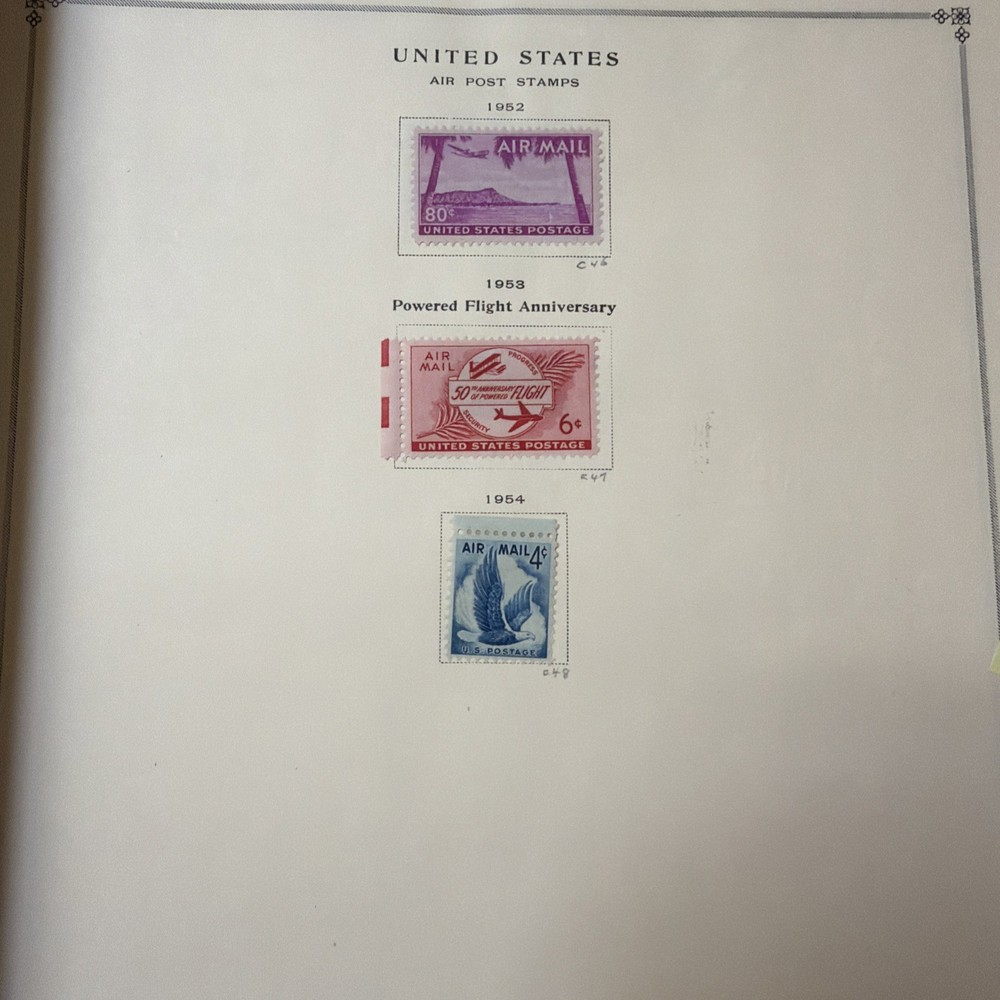 UNITED STATES
AIR POST STAMPS
1952
AIR MAIL
80¢
UNITED STATES POSTAGE
C46
1953
Powered Flight Anniversary
AIR
MAIL
PROGRESS
50TH ANNIVERSARY
OF POWERED FLIGHT
SECURITY
6¢
UNITED STATES POSTAGE
C47
1954
AIR MAIL 4¢
U.S. POSTAGE
C48